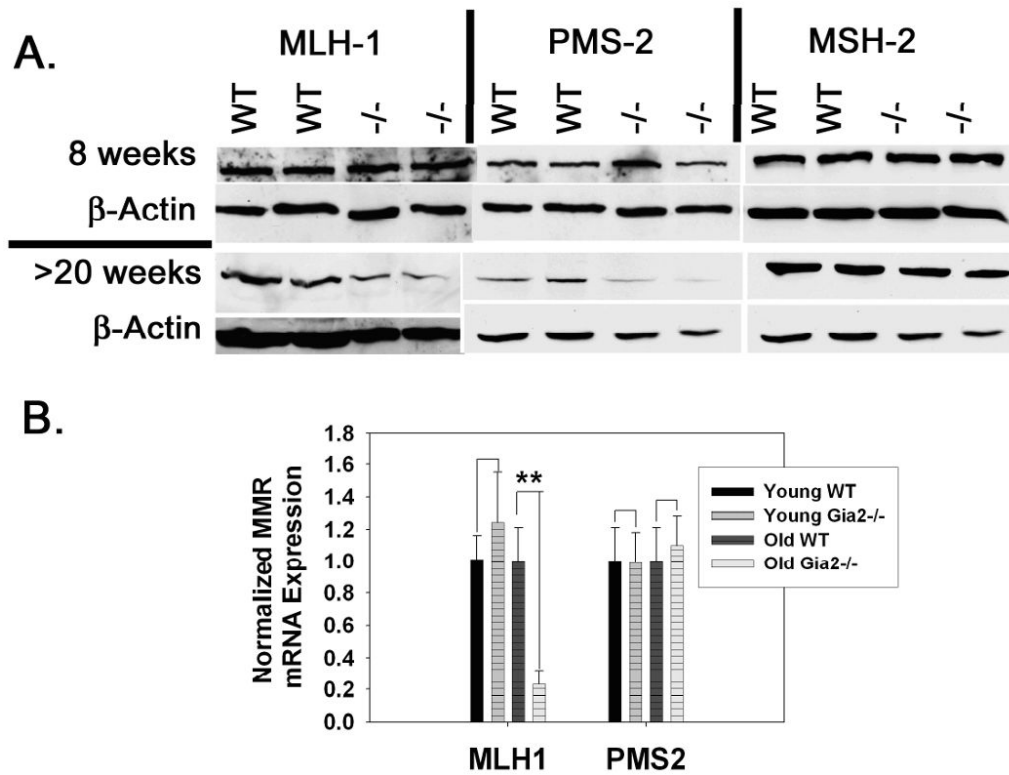 A.
MLH-1 PMS-2 MSH-2
WT WT -/- -/- WT WT -/- -/- WT WT -/- -/-
8 weeks
β-Actin
>20 weeks
β-Actin
B.
Normalized MMR
mRNA Expression
1.8
1.6
1.4
1.2
1.0
0.8
0.6
0.4
0.2
0.0
**
Young WT
Young Gia2-/-
Old WT
Old Gia2-/-
MLH1 PMS2